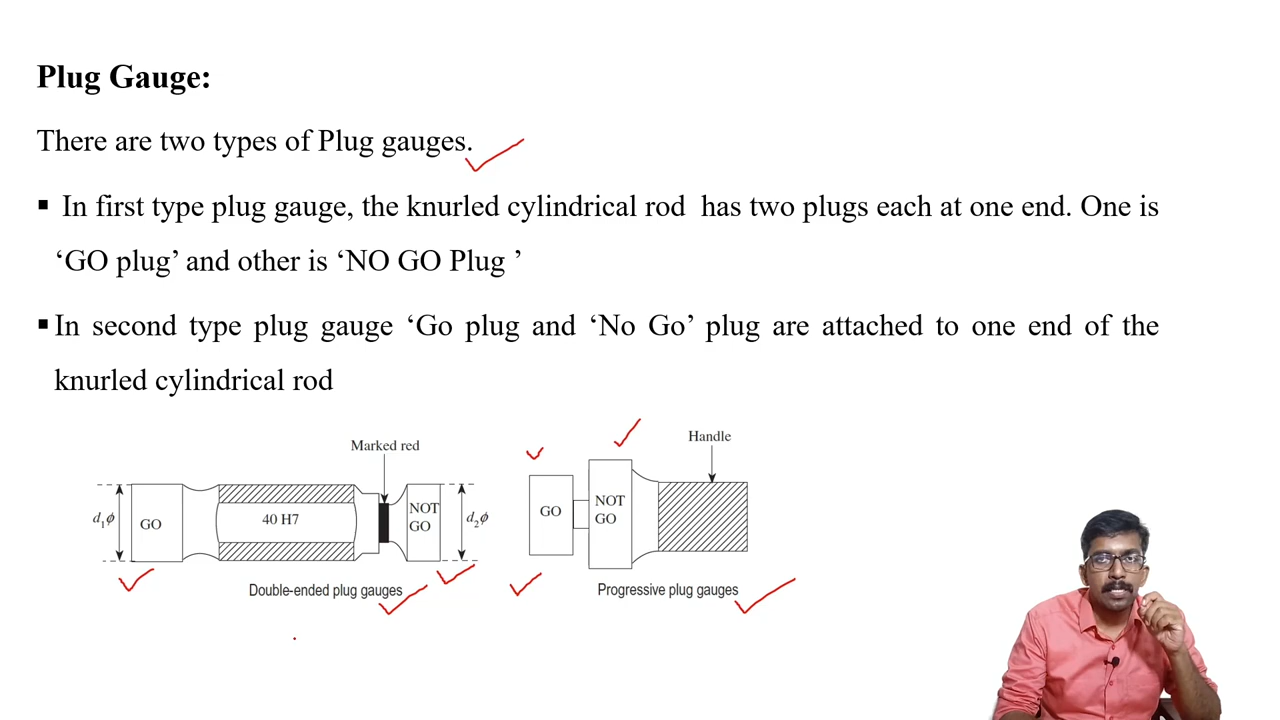 Plug Gauge:
There are two types of Plug gauges.
▪ In first type plug gauge, the knurled cylindrical rod has two plugs each at one end. One is
‘GO plug’ and other is ‘NO GO Plug ’
▪ In second type plug gauge ‘Go plug and ‘No Go’ plug are attached to one end of the
knurled cylindrical rod
Marked red
d₁ϕ
GO
40 H7
NOT
GO
d₂ϕ
Double-ended plug gauges
Handle
GO
NOT
GO
Progressive plug gauges